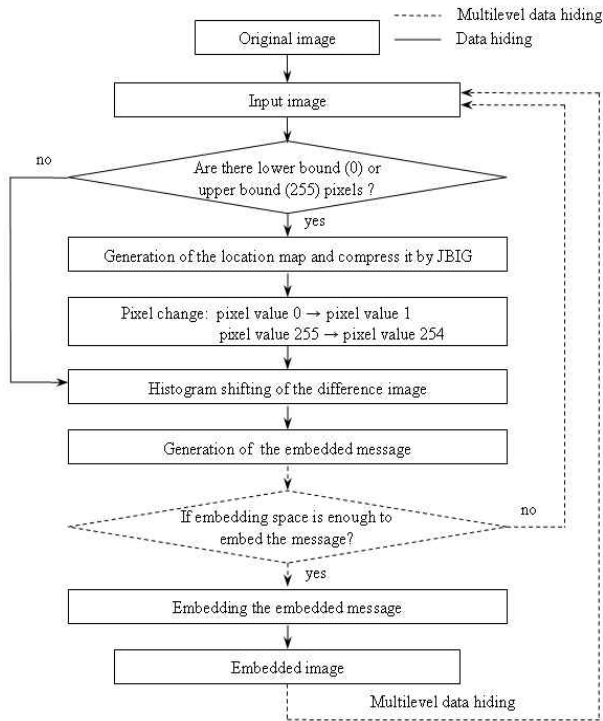 Multilevel data hiding
Data hiding
Original image
Input image
no
Are there lower bound (0) or
upper bound (255) pixels ?
yes
Generation of the location map and compress it by JBIG
Pixel change: pixel value 0 → pixel value 1
pixel value 255 → pixel value 254
Histogram shifting of the difference image
Generation of the embedded message
If embedding space is enough to
embed the message?
no
yes
Embedding the embedded message
Embedded image
Multilevel data hiding